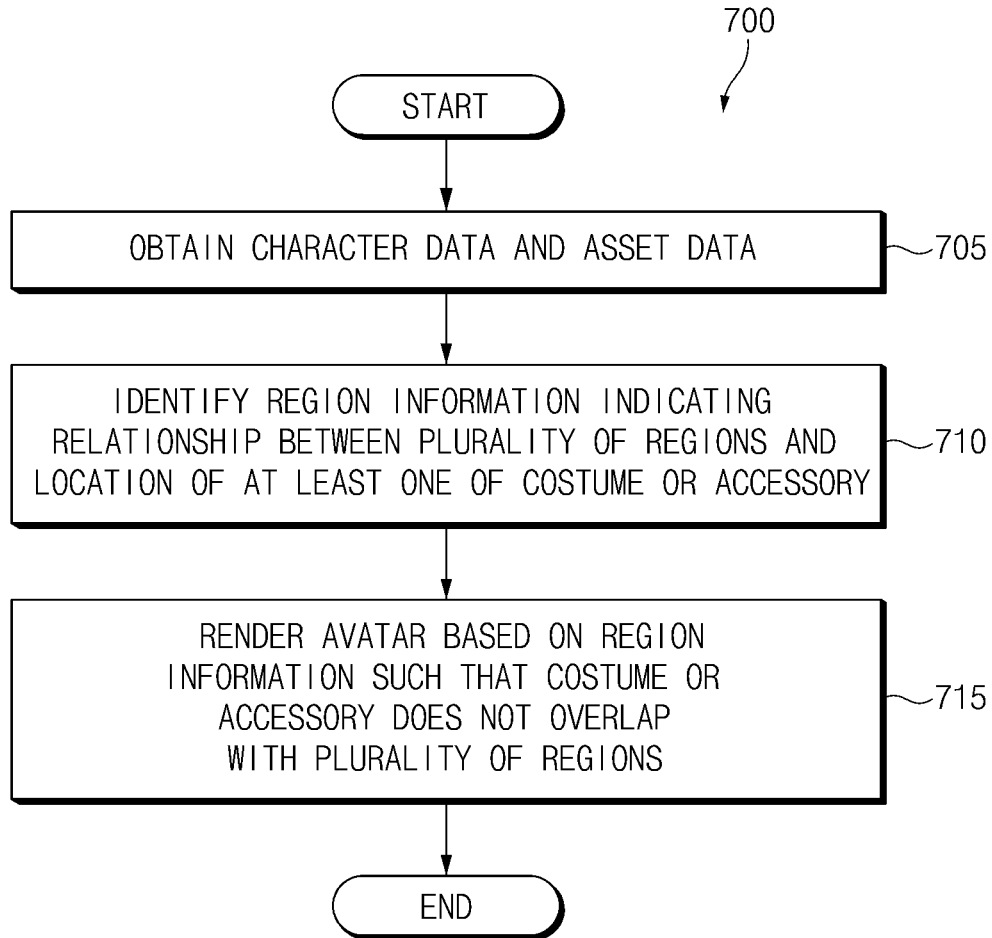 700
START
OBTAIN CHARACTER DATA AND ASSET DATA
705
IDENTIFY REGION INFORMATION INDICATING
RELATIONSHIP BETWEEN PLURALITY OF REGIONS AND
LOCATION OF AT LEAST ONE OF COSTUME OR ACCESSORY
710
RENDER AVATAR BASED ON REGION
INFORMATION SUCH THAT COSTUME OR
ACCESSORY DOES NOT OVERLAP
WITH PLURALITY OF REGIONS
715
END